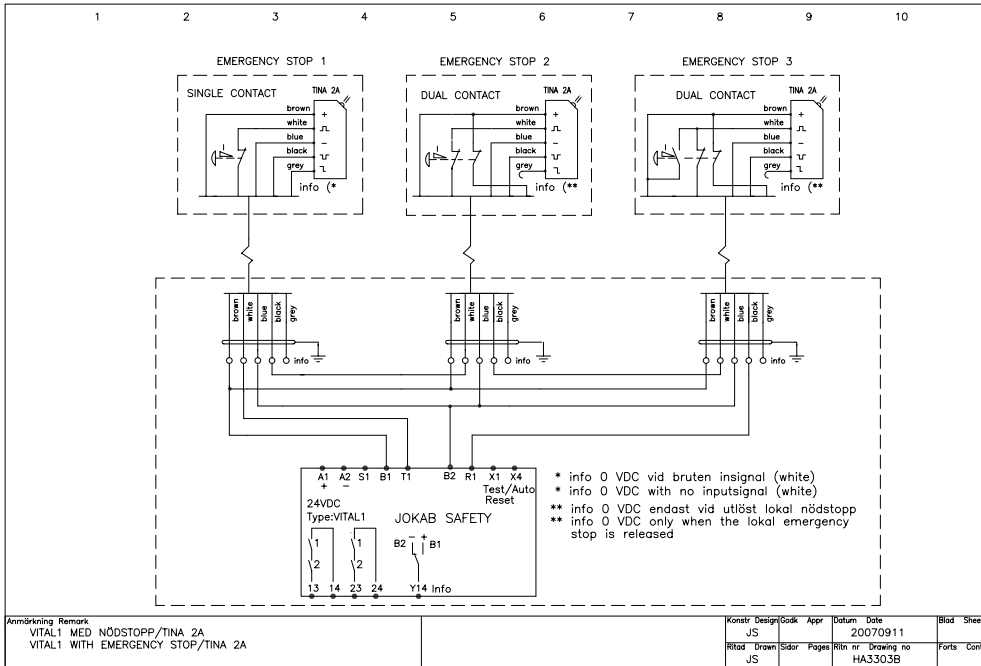 1 2 3 4 5 6 7 8 9 10
EMERGENCY STOP 1
SINGLE CONTACT
TINA 2A
brown
+
white
blue
−
black
grey
info (*
EMERGENCY STOP 2
DUAL CONTACT
TINA 2A
brown
+
white
blue
−
black
grey
info (**
EMERGENCY STOP 3
DUAL CONTACT
TINA 2A
brown
+
white
blue
−
black
grey
info (**
brown
white
blue
black
grey
info
brown
white
blue
black
grey
info
brown
white
blue
black
grey
info
A1 A2 S1 B1 T1 B2 R1 X1 X4
+ −
Test/Auto
Reset
24VDC
Type:VITAL1
JOKAB SAFETY
1 1
2 2
− +
B2 B1
13 14 23 24 Y14 Info
* info 0 VDC vid bruten insignal (white)
* info 0 VDC with no inputsignal (white)
** info 0 VDC endast vid utlöst lokal nödstopp
** info 0 VDC only when the lokal emergency
stop is released
Anmärkning Remark
VITAL1 MED NÖDSTOPP/TINA 2A
VITAL1 WITH EMERGENCY STOP/TINA 2A
Konstr Design Godk Appr Datum Date Blad Shee
JS 20070911
Ritad Drawn Sidor Pages Ritn nr Drawing no Forts Cont
JS HA3303B